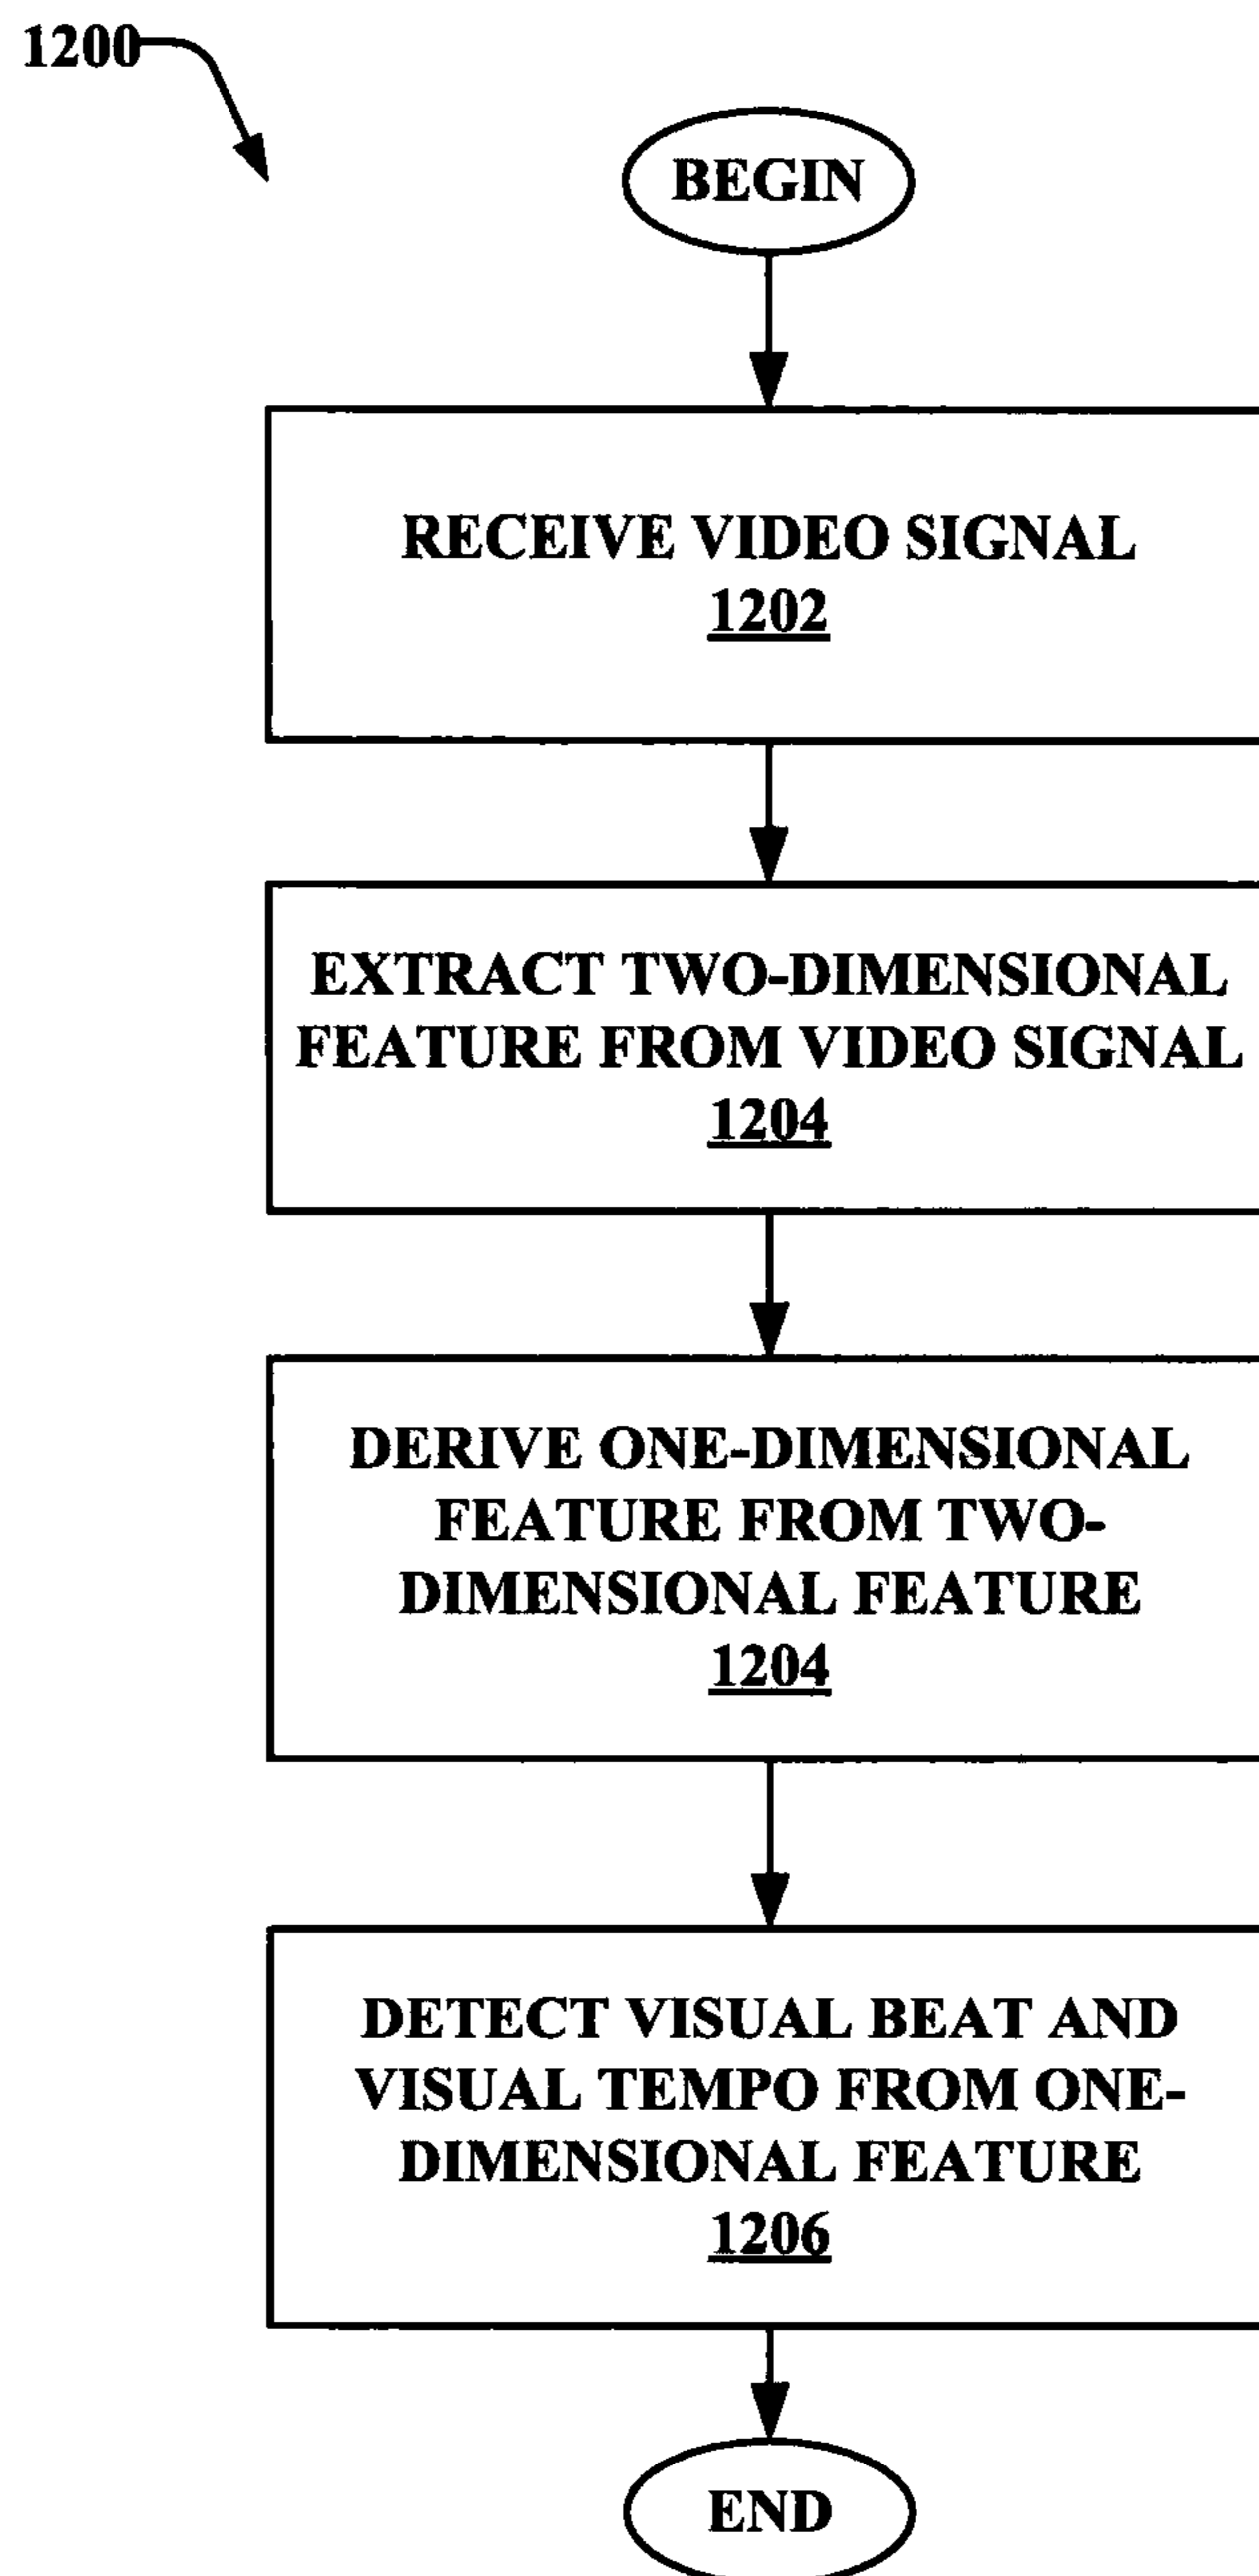 1200
BEGIN
RECEIVE VIDEO SIGNAL
1202
EXTRACT TWO-DIMENSIONAL
FEATURE FROM VIDEO SIGNAL
1204
DERIVE ONE-DIMENSIONAL
FEATURE FROM TWO-
DIMENSIONAL FEATURE
1204
DETECT VISUAL BEAT AND
VISUAL TEMPO FROM ONE-
DIMENSIONAL FEATURE
1206
END